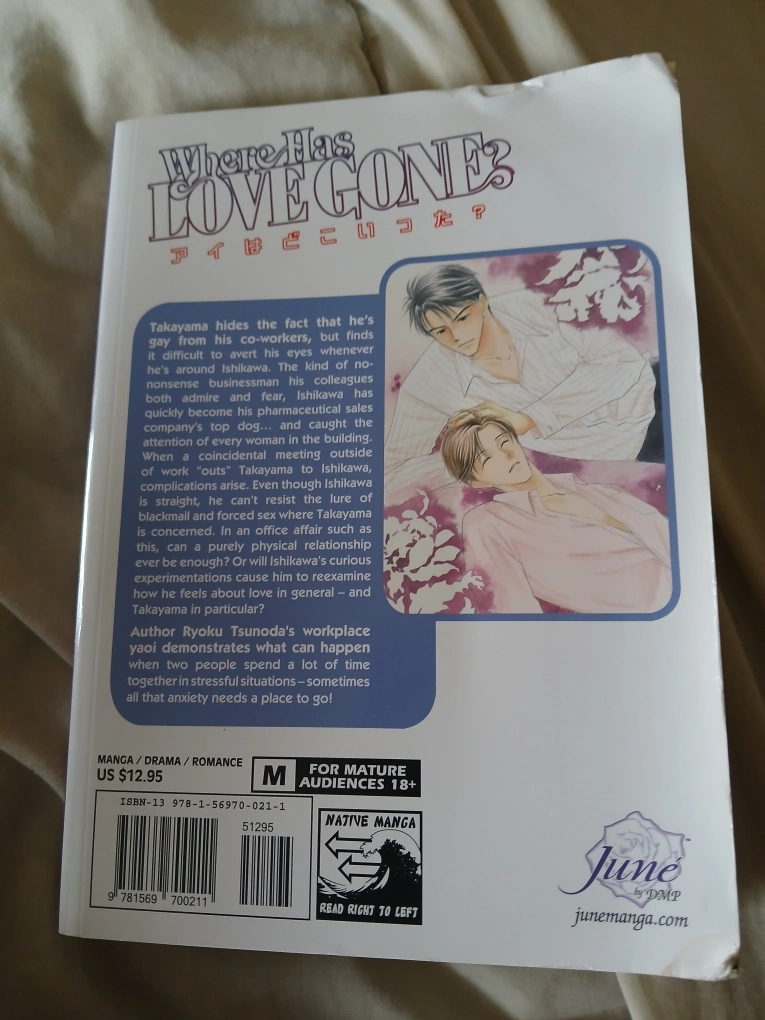 Where Has
LOVE GONE?
アイはどこいった?
Takayama hides the fact that he's
gay from his co-workers, but finds
it difficult to avert his eyes whenever
he's around Ishikawa. The kind of no-
nonsense businessman his colleagues
both admire and fear, Ishikawa has
quickly become his pharmaceutical sales
company's top dog... and caught the
attention of every woman in the building.
When a coincidental meeting outside
of work "outs" Takayama to Ishikawa,
complications arise. Even though Ishikawa
is straight, he can't resist the lure of
blackmail and forced sex where Takayama
is concerned. In an office affair such as
this, can a purely physical relationship
ever be enough? Or will Ishikawa's curious
experimentations cause him to reexamine
how he feels about love in general – and
Takayama in particular?
Author Ryoku Tsunoda's workplace
yaoi demonstrates what can happen
when two people spend a lot of time
together in stressful situations – sometimes
all that anxiety needs a place to go!
MANGA / DRAMA / ROMANCE
US $12.95
M
FOR MATURE
AUDIENCES 18+
ISBN-13 978-1-56970-021-1
51295
9 781569 700211
NATIVE MANGA
READ RIGHT TO LEFT
Juné™
by DMP
junemanga.com